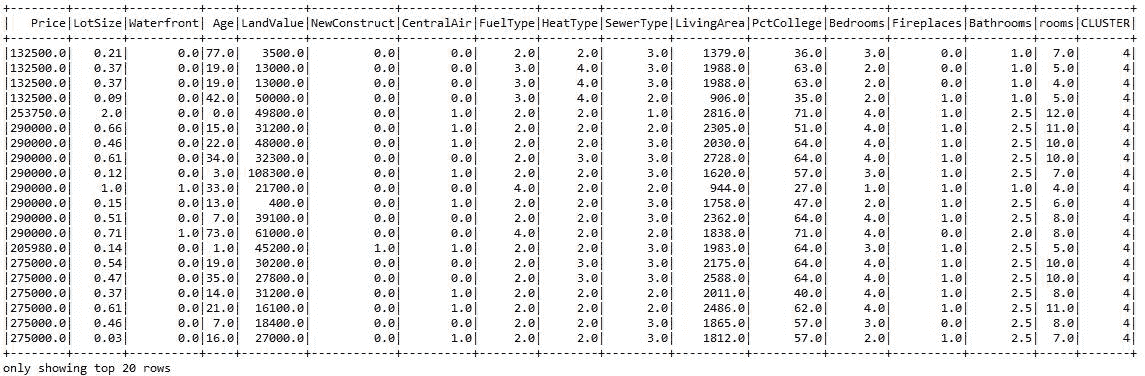 +--------+-------+----------+----+---------+------------+----------+--------+--------+---------+----------+----------+--------+----------+---------+-----+-------+
|   Price|LotSize|Waterfront| Age|LandValue|NewConstruct|CentralAir|FuelType|HeatType|SewerType|LivingArea|PctCollege|Bedrooms|Fireplaces|Bathrooms|rooms|CLUSTER|
+--------+-------+----------+----+---------+------------+----------+--------+--------+---------+----------+----------+--------+----------+---------+-----+-------+
|132500.0|   0.21|       0.0|77.0|   3500.0|         0.0|       0.0|     2.0|     2.0|      3.0|    1379.0|      36.0|     3.0|       0.0|      1.0|  7.0|      4|
|132500.0|   0.37|       0.0|19.0|  13000.0|         0.0|       0.0|     3.0|     4.0|      3.0|    1988.0|      63.0|     2.0|       0.0|      1.0|  5.0|      4|
|132500.0|   0.37|       0.0|19.0|  13000.0|         0.0|       0.0|     3.0|     4.0|      3.0|    1988.0|      63.0|     2.0|       0.0|      1.0|  4.0|      4|
|132500.0|   0.09|       0.0|42.0|  50000.0|         0.0|       0.0|     3.0|     4.0|      2.0|     906.0|      35.0|     2.0|       1.0|      1.0|  5.0|      4|
|253750.0|    2.0|       0.0| 0.0|  49800.0|         0.0|       1.0|     2.0|     2.0|      1.0|    2816.0|      71.0|     4.0|       1.0|      2.5| 12.0|      4|
|290000.0|   0.66|       0.0|15.0|  31200.0|         0.0|       1.0|     2.0|     2.0|      2.0|    2305.0|      51.0|     4.0|       1.0|      2.5| 11.0|      4|
|290000.0|   0.46|       0.0|22.0|  48000.0|         0.0|       1.0|     2.0|     2.0|      2.0|    2030.0|      64.0|     4.0|       1.0|      2.5| 10.0|      4|
|290000.0|   0.61|       0.0|34.0|  32300.0|         0.0|       0.0|     2.0|     3.0|      2.0|    2728.0|      64.0|     4.0|       1.0|      2.5| 10.0|      4|
|290000.0|   0.12|       0.0| 3.0| 108300.0|         0.0|       1.0|     2.0|     2.0|      3.0|    1620.0|      57.0|     3.0|       1.0|      2.5|  7.0|      4|
|290000.0|    1.0|       1.0|33.0|  21700.0|         0.0|       0.0|     4.0|     2.0|      2.0|     944.0|      27.0|     1.0|       1.0|      1.0|  4.0|      4|
|290000.0|   0.15|       0.0|13.0|    400.0|         0.0|       1.0|     2.0|     2.0|      3.0|    1758.0|      47.0|     2.0|       1.0|      2.5|  6.0|      4|
|290000.0|   0.51|       0.0| 7.0|  39100.0|         0.0|       0.0|     2.0|     2.0|      3.0|    2362.0|      64.0|     4.0|       1.0|      2.5|  8.0|      4|
|290000.0|   0.71|       1.0|73.0|  61000.0|         0.0|       0.0|     4.0|     2.0|      2.0|    1838.0|      71.0|     4.0|       0.0|      2.0|  8.0|      4|
|205980.0|   0.14|       0.0| 1.0|  45200.0|         1.0|       1.0|     2.0|     2.0|      3.0|    1983.0|      64.0|     3.0|       1.0|      2.5|  5.0|      4|
|275000.0|   0.54|       0.0|19.0|  30200.0|         0.0|       0.0|     2.0|     3.0|      3.0|    2175.0|      64.0|     4.0|       1.0|      2.5| 10.0|      4|
|275000.0|   0.47|       0.0|35.0|  27800.0|         0.0|       0.0|     2.0|     3.0|      2.0|    2588.0|      64.0|     4.0|       1.0|      2.5| 10.0|      4|
|275000.0|   0.37|       0.0|14.0|  31200.0|         0.0|       1.0|     2.0|     2.0|      2.0|    2011.0|      40.0|     4.0|       1.0|      2.5|  8.0|      4|
|275000.0|   0.61|       0.0|21.0|  16100.0|         0.0|       1.0|     2.0|     2.0|      2.0|    2486.0|      62.0|     4.0|       1.0|      2.5| 11.0|      4|
|275000.0|   0.46|       0.0| 7.0|  18400.0|         0.0|       0.0|     2.0|     2.0|      3.0|    1865.0|      57.0|     3.0|       0.0|      2.5|  8.0|      4|
|275000.0|   0.03|       0.0|16.0|  27000.0|         0.0|       1.0|     2.0|     2.0|      3.0|    1812.0|      57.0|     2.0|       1.0|      2.5|  7.0|      4|
+--------+-------+----------+----+---------+------------+----------+--------+--------+---------+----------+----------+--------+----------+---------+-----+-------+
only showing top 20 rows